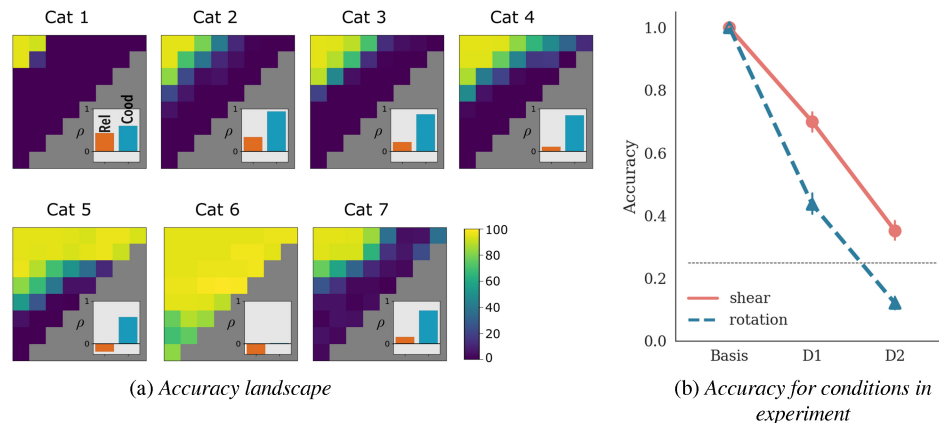 Cat 1
Cat 2
Cat 3
Cat 4
1
ρ
0
Rel
Cood
1
ρ
0
1
ρ
0
1
ρ
0
Cat 5
Cat 6
Cat 7
1
ρ
0
1
ρ
0
1
ρ
0
100
80
60
40
20
0
(a) Accuracy landscape
Accuracy
1.0
0.8
0.6
0.4
0.2
0.0
shear
rotation
Basis
D1
D2
(b) Accuracy for conditions in
experiment